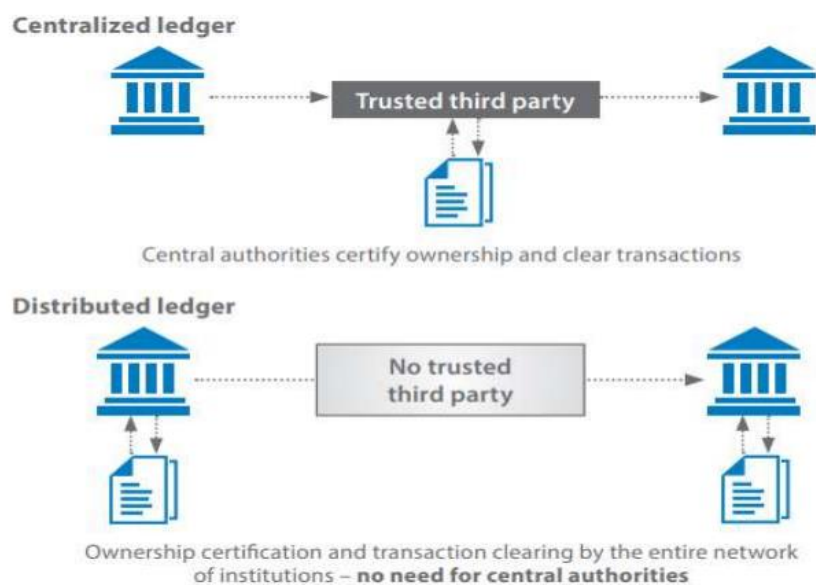 Centralized ledger
Trusted third party
Central authorities certify ownership and clear transactions
Distributed ledger
No trusted
third party
Ownership certification and transaction clearing by the entire network
of institutions – no need for central authorities